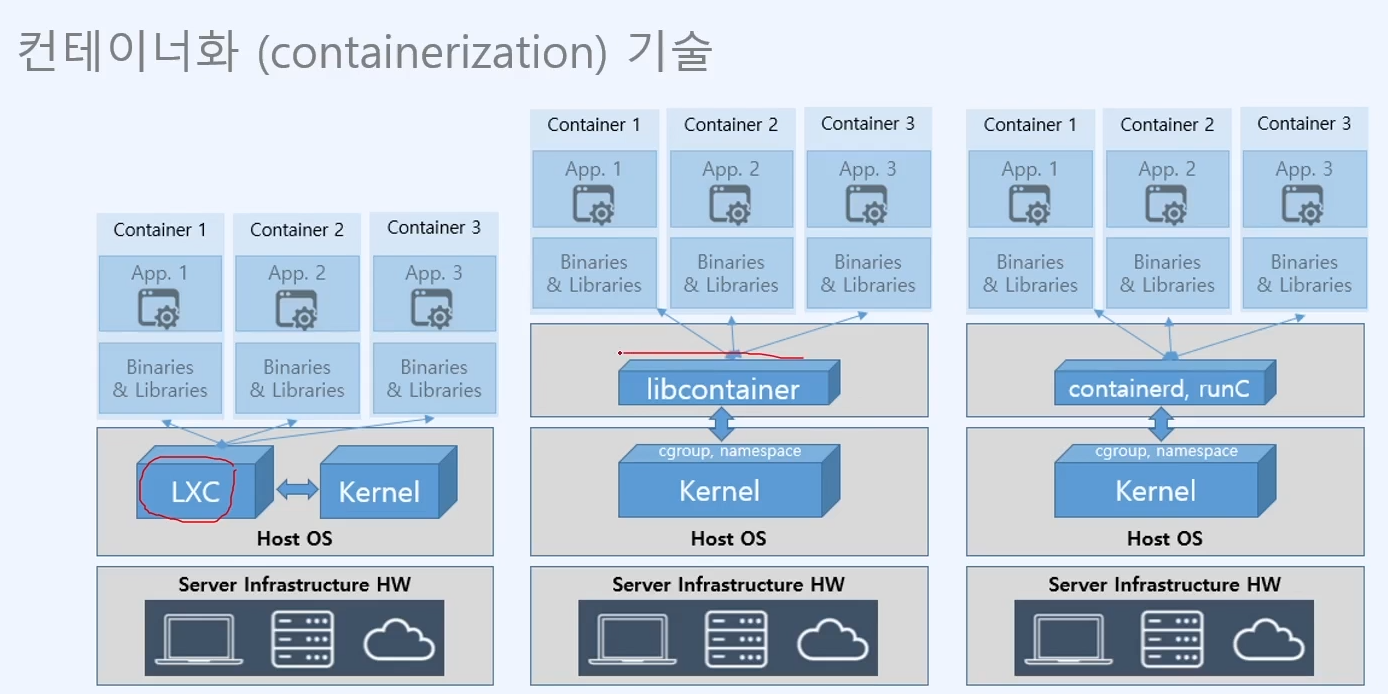 컨테이너화 (containerization) 기술
Container 1
Container 2
Container 3
App. 1
App. 2
App. 3
Binaries
& Libraries
Binaries
& Libraries
Binaries
& Libraries
LXC
Kernel
Host OS
Server Infrastructure HW
Container 1
Container 2
Container 3
App. 1
App. 2
App. 3
Binaries
& Libraries
Binaries
& Libraries
Binaries
& Libraries
libcontainer
cgroup, namespace
Kernel
Host OS
Server Infrastructure HW
Container 1
Container 2
Container 3
App. 1
App. 2
App. 3
Binaries
& Libraries
Binaries
& Libraries
Binaries
& Libraries
containerd, runC
cgroup, namespace
Kernel
Host OS
Server Infrastructure HW